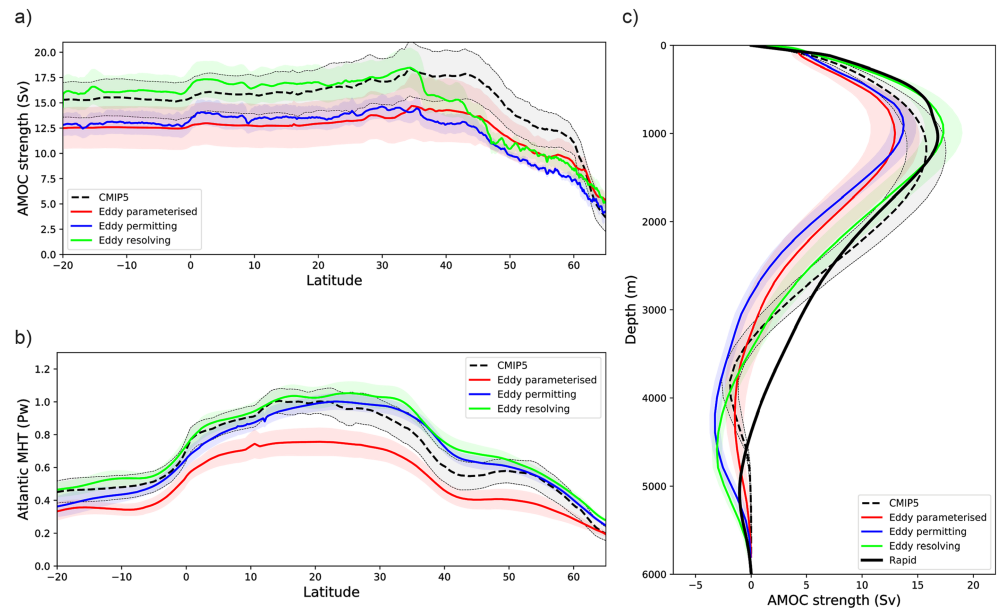 a)
AMOC strength (Sv)
20.0
17.5
15.0
12.5
10.0
7.5
5.0
2.5
0.0
CMIP5
Eddy parameterised
Eddy permitting
Eddy resolving
−20 −10 0 10 20 30 40 50 60
Latitude
b)
Atlantic MHT (Pw)
1.2
1.0
0.8
0.6
0.4
0.2
0.0
CMIP5
Eddy parameterised
Eddy permitting
Eddy resolving
−20 −10 0 10 20 30 40 50 60
Latitude
c)
Depth (m)
0
1000
2000
3000
4000
5000
6000
CMIP5
Eddy parameterised
Eddy permitting
Eddy resolving
Rapid
−5 0 5 10 15 20
AMOC strength (Sv)